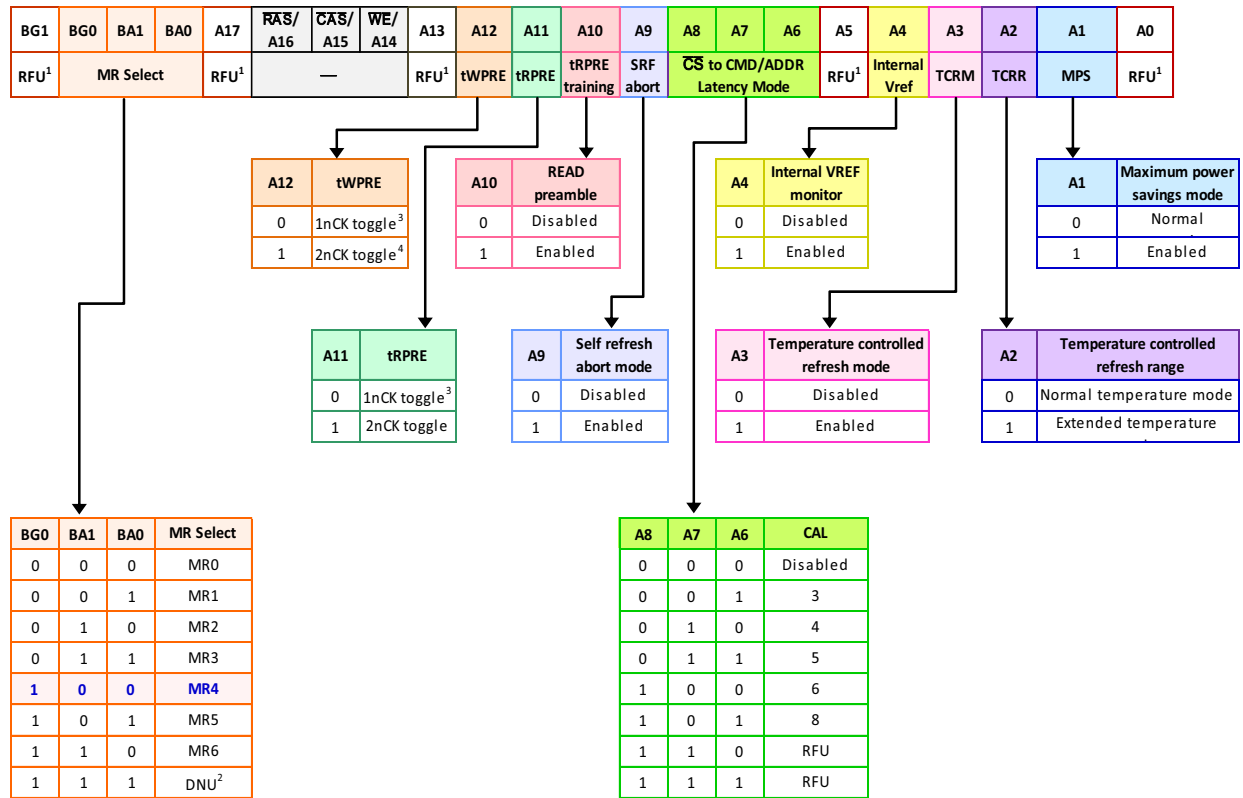 BG1 BG0 BA1 BA0 A17 RAS/ A16 CAS/ A15 WE/ A14 A13 A12 A11 A10 A9 A8 A7 A6 A5 A4 A3 A2 A1 A0
RFU1 MR Select RFU1 — RFU1 tWPRE tRPRE tRPRE training SRF abort CS to CMD/ADDR Latency Mode RFU1 Internal Vref TCRM TCRR MPS RFU1
A12 tWPRE
0 1nCK toggle3
1 2nCK toggle4
A10 READ preamble
0 Disabled
1 Enabled
A4 Internal VREF monitor
0 Disabled
1 Enabled
A1 Maximum power savings mode
0 Normal
1 Enabled
A11 tRPRE
0 1nCK toggle3
1 2nCK toggle
A9 Self refresh abort mode
0 Disabled
1 Enabled
A3 Temperature controlled refresh mode
0 Disabled
1 Enabled
A2 Temperature controlled refresh range
0 Normal temperature mode
1 Extended temperature
BG0 BA1 BA0 MR Select
0 0 0 MR0
0 0 1 MR1
0 1 0 MR2
0 1 1 MR3
1 0 0 MR4
1 0 1 MR5
1 1 0 MR6
1 1 1 DNU2
A8 A7 A6 CAL
0 0 0 Disabled
0 0 1 3
0 1 0 4
0 1 1 5
1 0 0 6
1 0 1 8
1 1 0 RFU
1 1 1 RFU